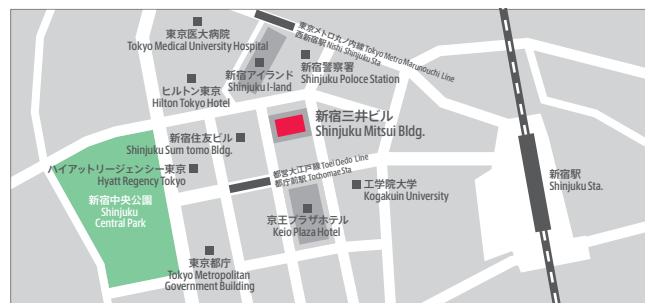 東京医大病院
Tokyo Medical University Hospital
東京メトロ丸ノ内線 Tokyo Metro Marunouchi Line
西新宿駅 Nishi Shinjuku Sta
新宿アイランド
Shinjuku I-land
新宿警察署
Shinjuku Poloce Station
ヒルトン東京
Hilton Tokyo Hotel
新宿三井ビル
Shinjuku Mitsui Bldg.
新宿住友ビル
Shinjuku Sum tomo Bldg.
ハイアットリージェンシー東京
Hyatt Regency Tokyo
都営大江戸線 Toei Oedo Line
都庁前駅 Tochomae Sta
工学院大学
Kogakuin University
新宿駅
Shinjuku Sta.
新宿中央公園
Shinjuku
Central Park
京王プラザホテル
Keio Plaza Hotel
東京都庁
Tokyo Metropolitan
Government Building